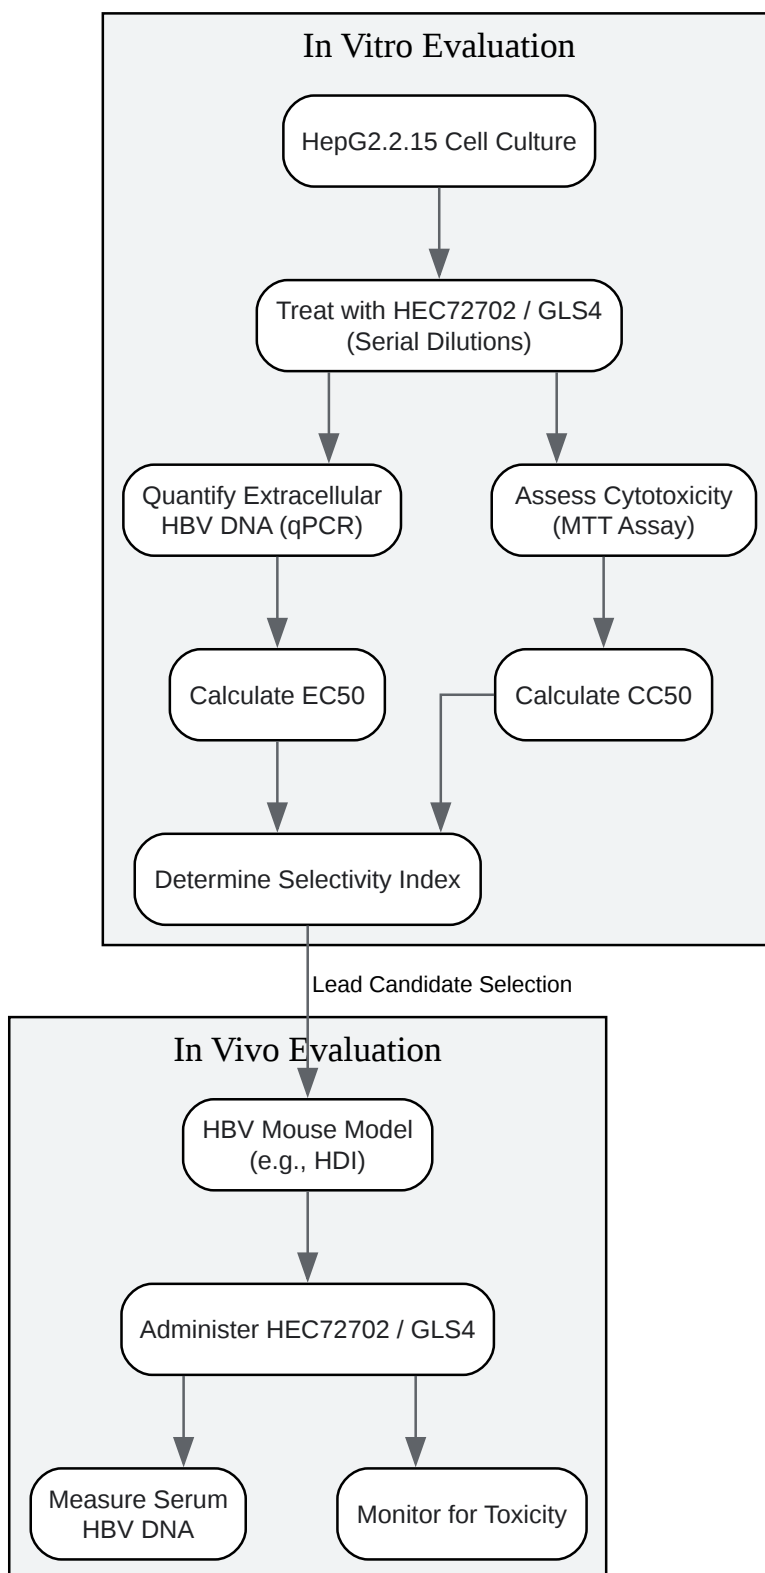 In Vitro Evaluation
HepG2.2.15 Cell Culture
Treat with HEC72702 / GLS4
(Serial Dilutions)
Quantify Extracellular
HBV DNA (qPCR)
Assess Cytotoxicity
(MTT Assay)
Calculate EC50
Calculate CC50
Determine Selectivity Index
Lead Candidate Selection
In Vivo Evaluation
HBV Mouse Model
(e.g., HDI)
Administer HEC72702 / GLS4
Measure Serum
HBV DNA
Monitor for Toxicity